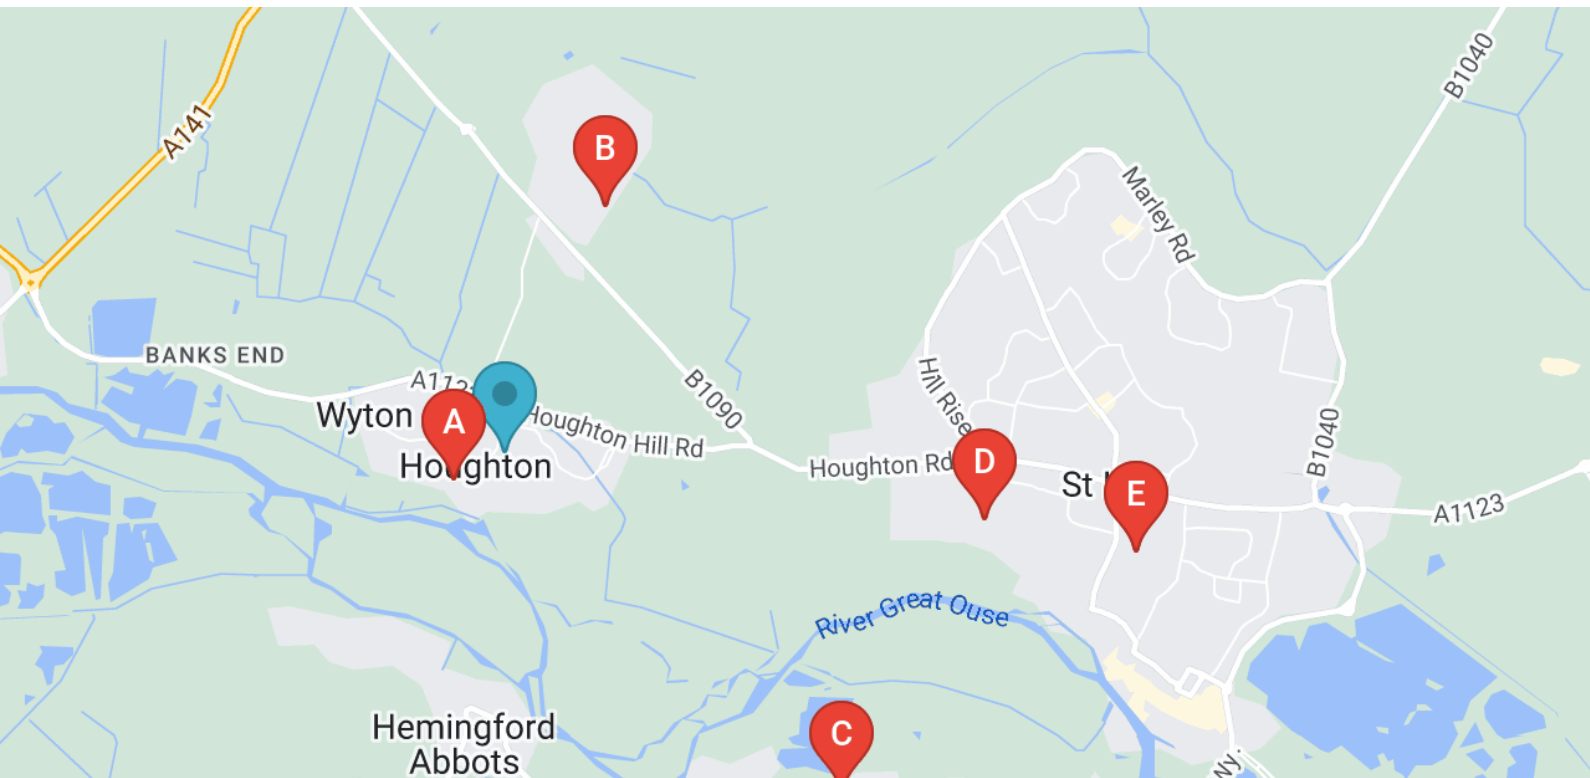 B1040
A141
B
Marley Rd
BANKS END
A112
Hill Rise
B1090
Wyton
A
Houghton Hill Rd
B1040
Houghton
Houghton Rd
D
St
E
A1123
River Great Ouse
Hemingford
Abbots
C